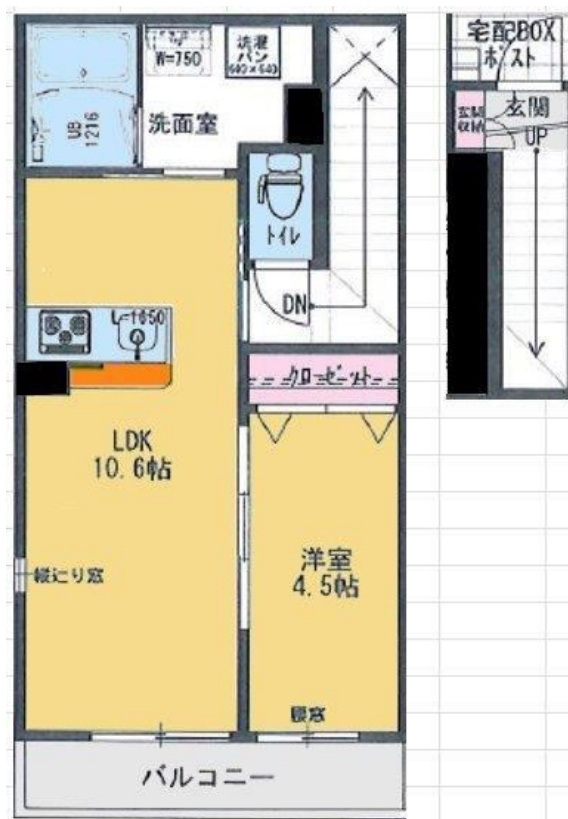 W=750
洗濯
パン
640×640
UB
1216
洗面室
トイレ
DN
L=1650
クローゼット
LDK
10.6帖
洋室
4.5帖
縦辷り窓
腰窓
バルコニー
宅配BOX
ポスト
玄関
収納
玄関
UP